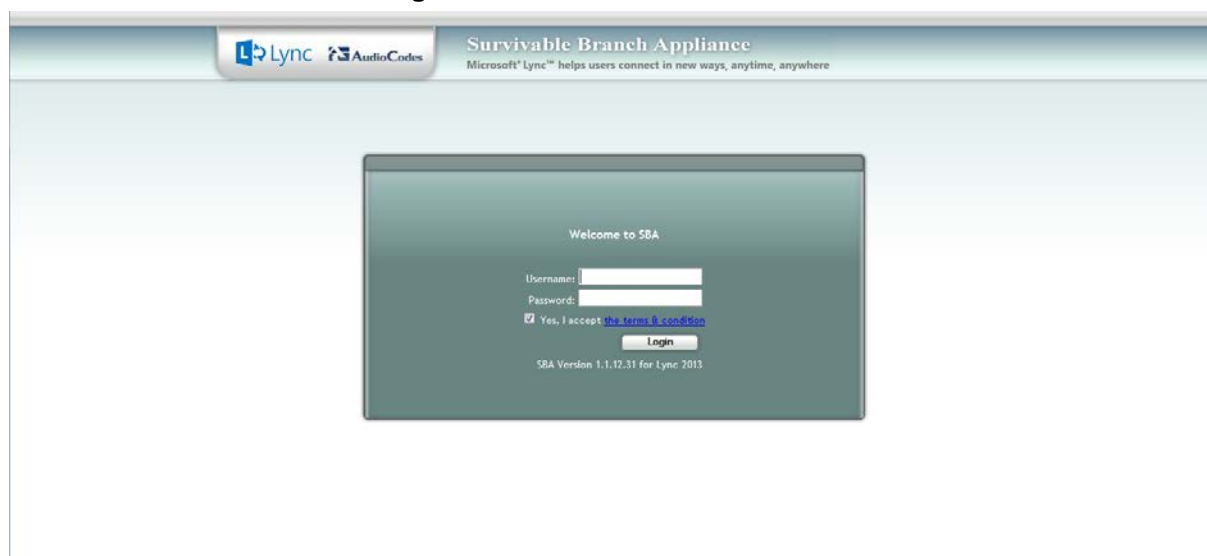 Lync AudioCodes
Survivable Branch Appliance
Microsoft® Lync™ helps users connect in new ways, anytime, anywhere
Welcome to SBA
Username:
Password:
Yes, I accept the terms & condition
Login
SBA Version 1.1.12.31 for Lync 2013